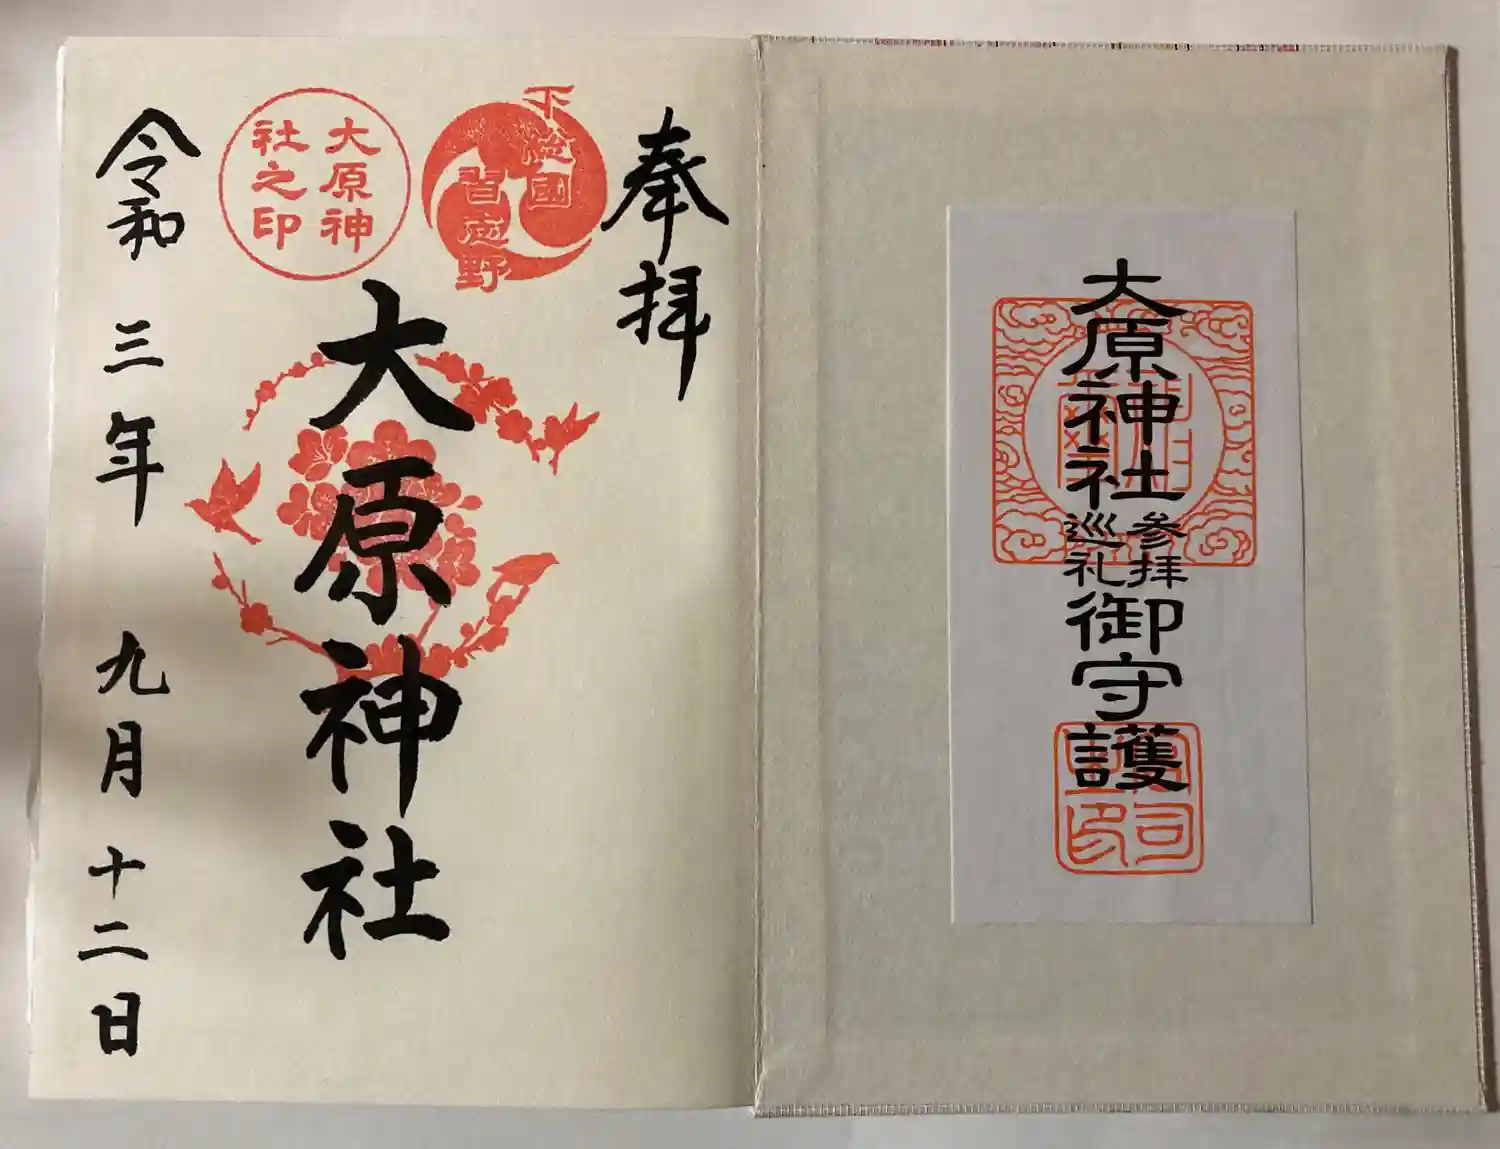 大原神社
参拝
巡礼
御守護
奉拝
下総國
習志野
大原神
社之印
大原神社
令和三年九月十二日